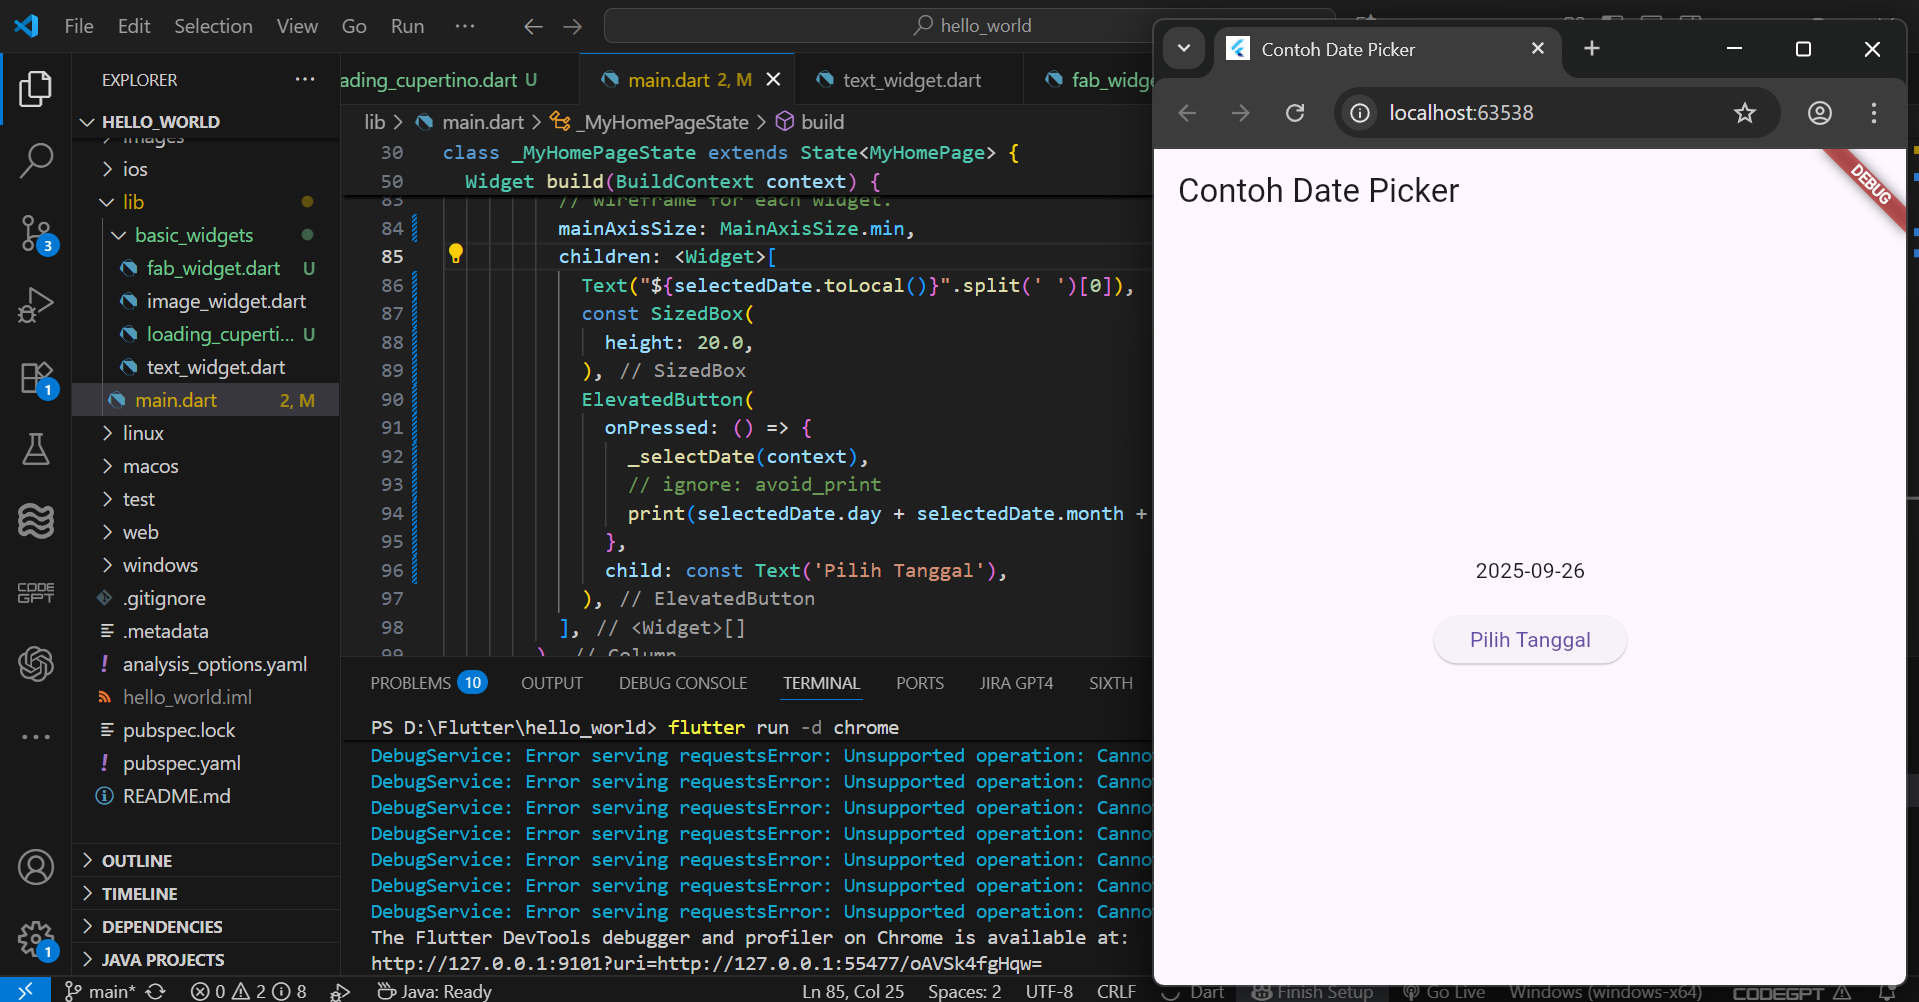 File Edit Selection View Go Run ···
hello_world
EXPLORER ···
HELLO_WORLD
images
ios
lib
basic_widgets
fab_widget.dart U
image_widget.dart
loading_cuperti... U
text_widget.dart
main.dart 2, M
linux
macos
test
web
windows
.gitignore
.metadata
analysis_options.yaml
hello_world.iml
pubspec.lock
pubspec.yaml
README.md
OUTLINE
TIMELINE
DEPENDENCIES
JAVA PROJECTS
3
1
CODE
GPT
1
ading_cupertino.dart U
main.dart 2, M
text_widget.dart
fab_widge
lib > main.dart > _MyHomePageState > build
30 class _MyHomePageState extends State<MyHomePage> {
50 Widget build(BuildContext context) {
83 // wireframe for each widget.
84 mainAxisSize: MainAxisSize.min,
85 children: <Widget>[
86 Text("${selectedDate.toLocal()}".split(' ')[0]),
87 const SizedBox(
88 height: 20.0,
89 ), // SizedBox
90 ElevatedButton(
91 onPressed: () => {
92 _selectDate(context),
93 // ignore: avoid_print
94 print(selectedDate.day + selectedDate.month +
95 },
96 child: const Text('Pilih Tanggal'),
97 ), // ElevatedButton
98 ], // <Widget>[]
99 ), // Column
PROBLEMS 10 OUTPUT DEBUG CONSOLE TERMINAL PORTS JIRA GPT4 SIXTH
PS D:\Flutter\hello_world> flutter run -d chrome
DebugService: Error serving requestsError: Unsupported operation: Canno
DebugService: Error serving requestsError: Unsupported operation: Canno
DebugService: Error serving requestsError: Unsupported operation: Canno
DebugService: Error serving requestsError: Unsupported operation: Canno
DebugService: Error serving requestsError: Unsupported operation: Canno
DebugService: Error serving requestsError: Unsupported operation: Canno
DebugService: Error serving requestsError: Unsupported operation: Canno
The Flutter DevTools debugger and profiler on Chrome is available at:
http://127.0.0.1:9101?uri=http://127.0.0.1:55477/oAVSk4fgHqw=
main* 0 2 8 Java: Ready Ln 85, Col 25 Spaces: 2 UTF-8 CRLF Dart Finish Setup Go Live Windows (windows-x64) CODEGPT
Contoh Date Picker
localhost:63538
Contoh Date Picker
DEBUG
2025-09-26
Pilih Tanggal